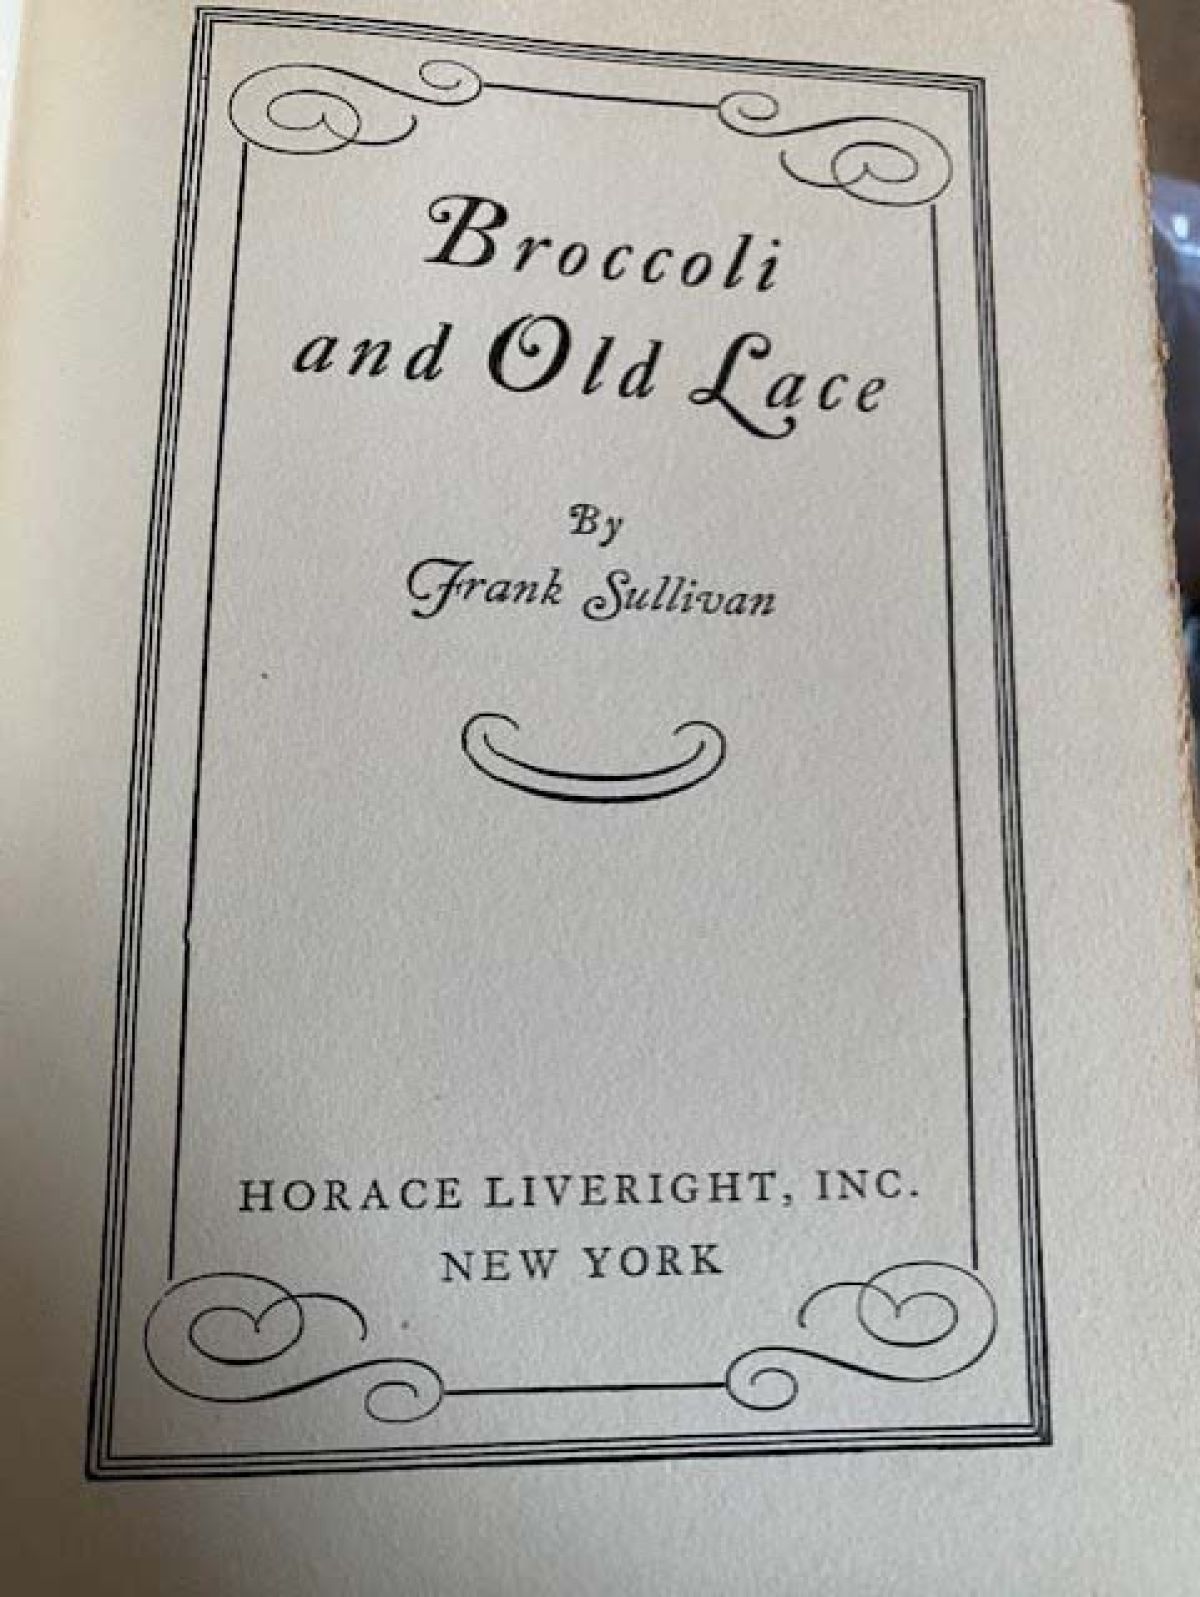 Broccoli
and Old Lace
By
Frank Sullivan
HORACE LIVERIGHT, INC.
NEW YORK